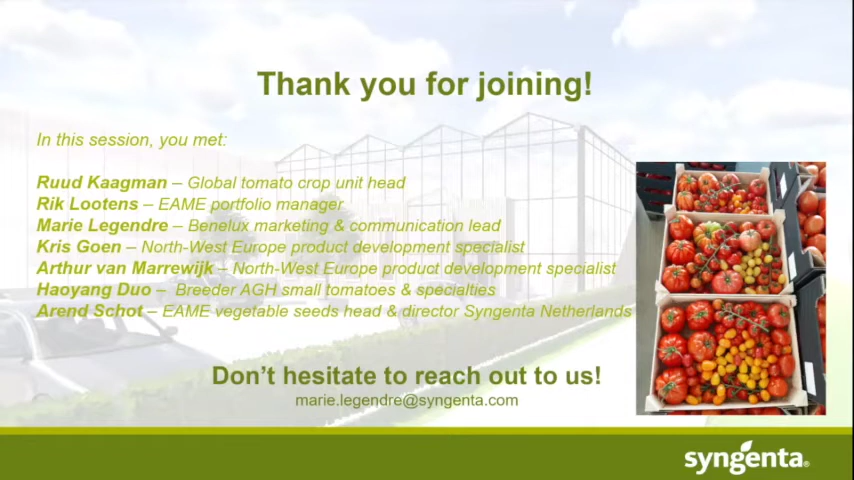 Thank you for joining!
In this session, you met:
Ruud Kaagman – Global tomato crop unit head
Rik Lootens – EAME portfolio manager
Marie Legendre – Benelux marketing & communication lead
Kris Goen – North-West Europe product development specialist
Arthur van Marrewijk – North-West Europe product development specialist
Haoyang Duo – Breeder AGH small tomatoes & specialties
Arend Schot – EAME vegetable seeds head & director Syngenta Netherlands
Don't hesitate to reach out to us!
marie.legendre@syngenta.com
syngenta®